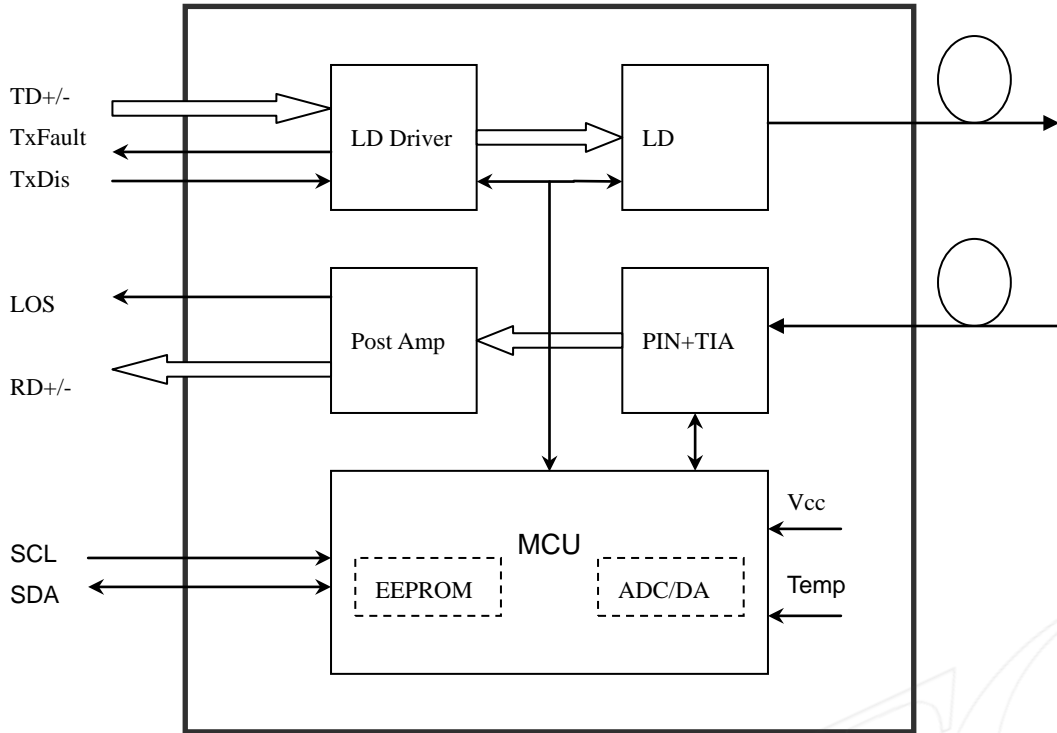 TD+/-
TxFault
TxDis
LD Driver
LD
LOS
RD+/-
Post Amp
PIN+TIA
SCL
SDA
MCU
EEPROM
ADC/DA
Vcc
Temp